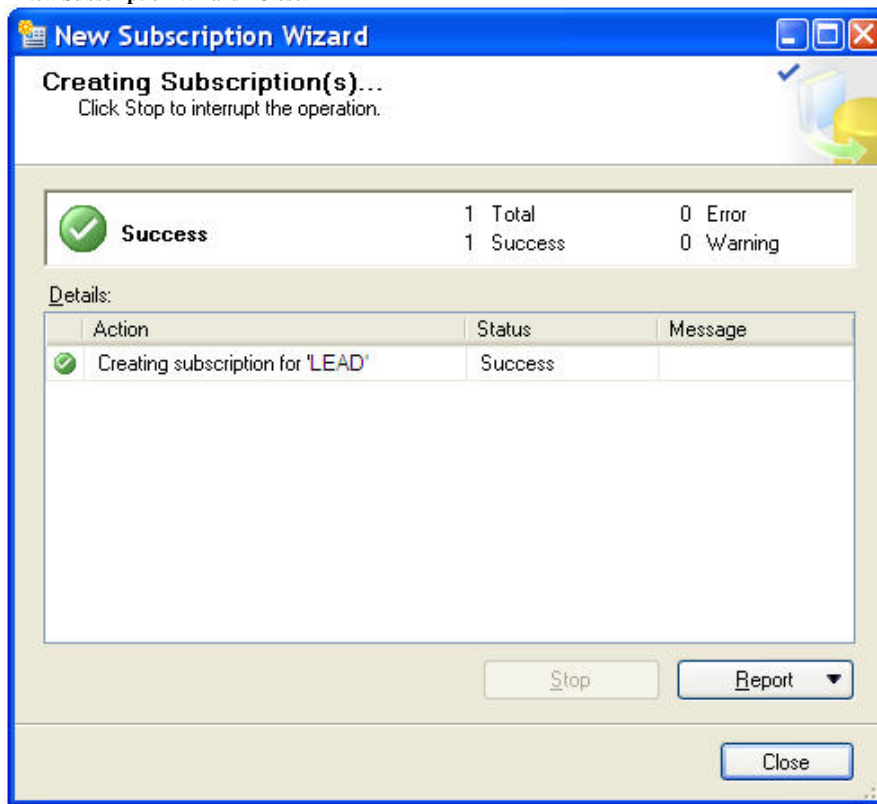 New Subscription Wizard
Creating Subscription(s)...
Click Stop to interrupt the operation.
Success
1 Total
0 Error
1 Success
0 Warning
Details:
Action Status Message
Creating subscription for 'LEAD' Success
Stop Report
Close